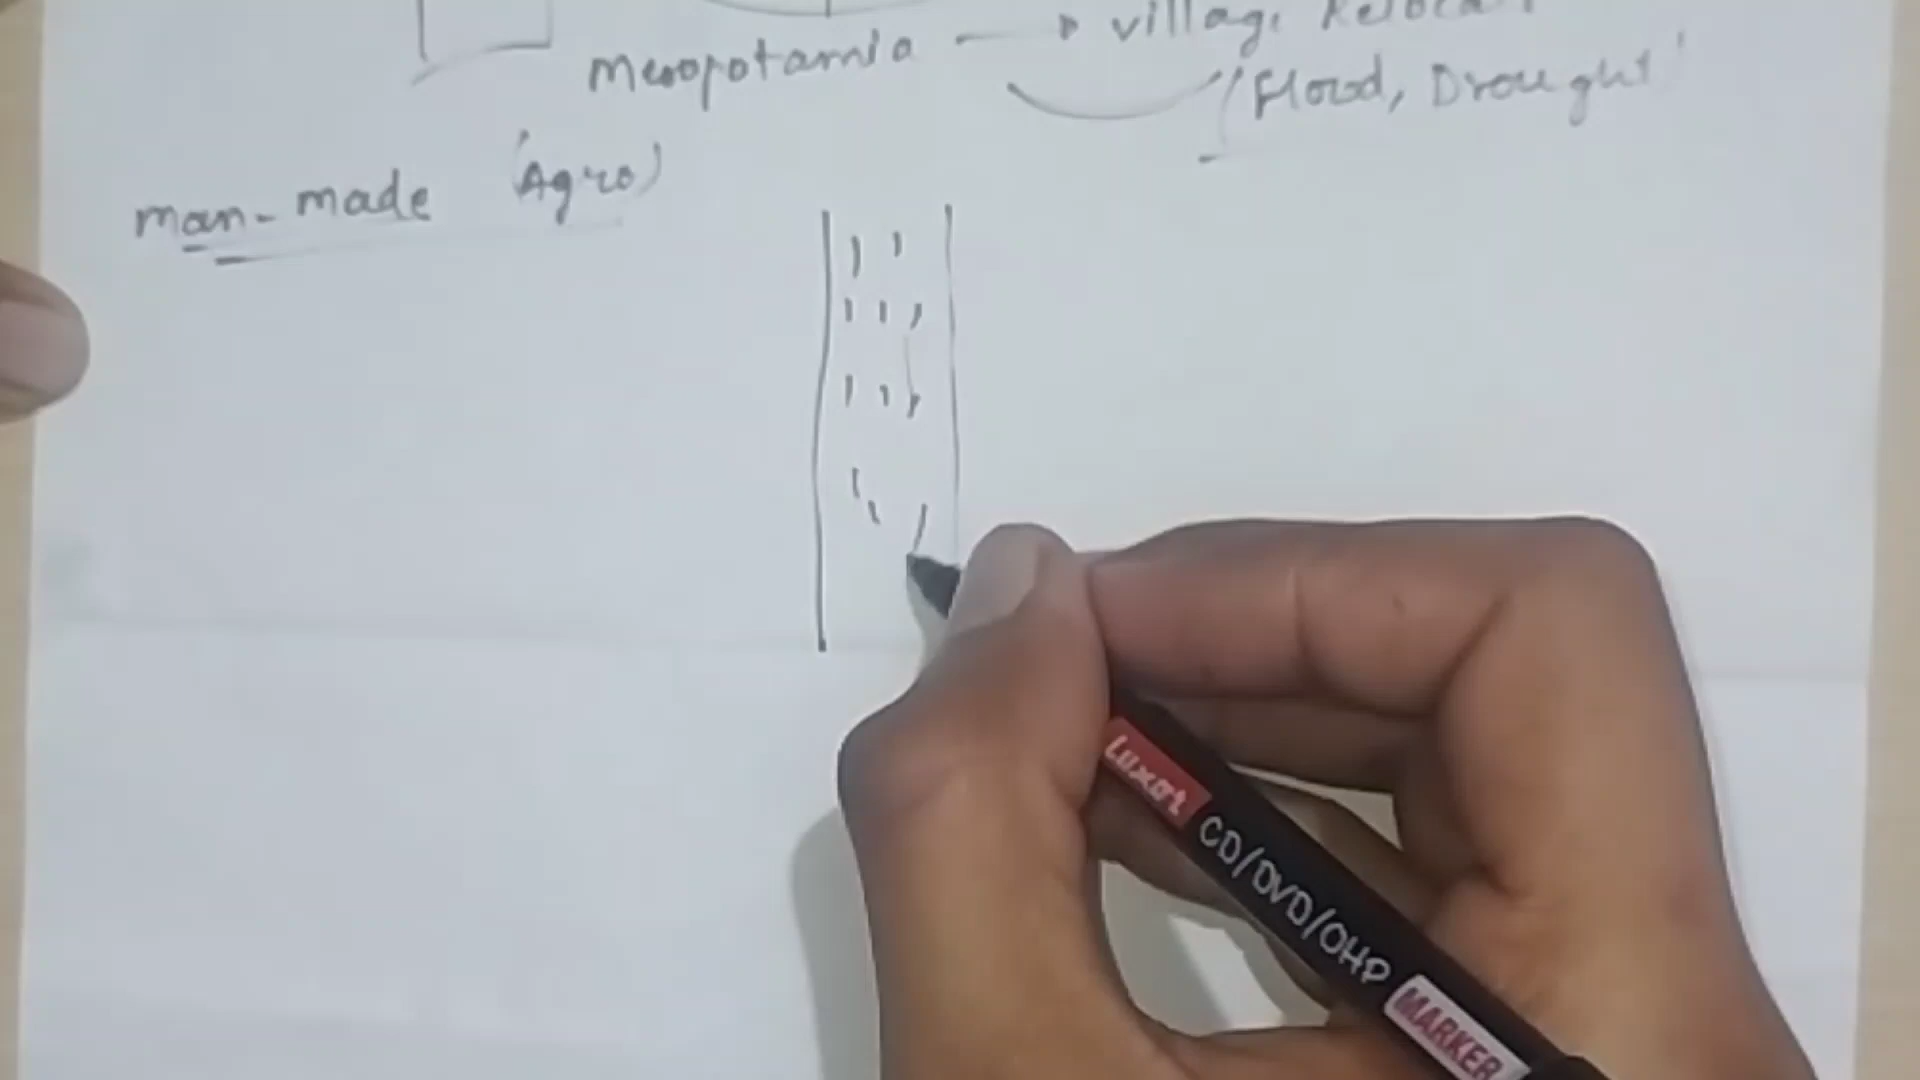 Mesopotamia → village
(Flood, Drought)
man-made (Agro)
Luxor CD/DVD/OHP MARKER